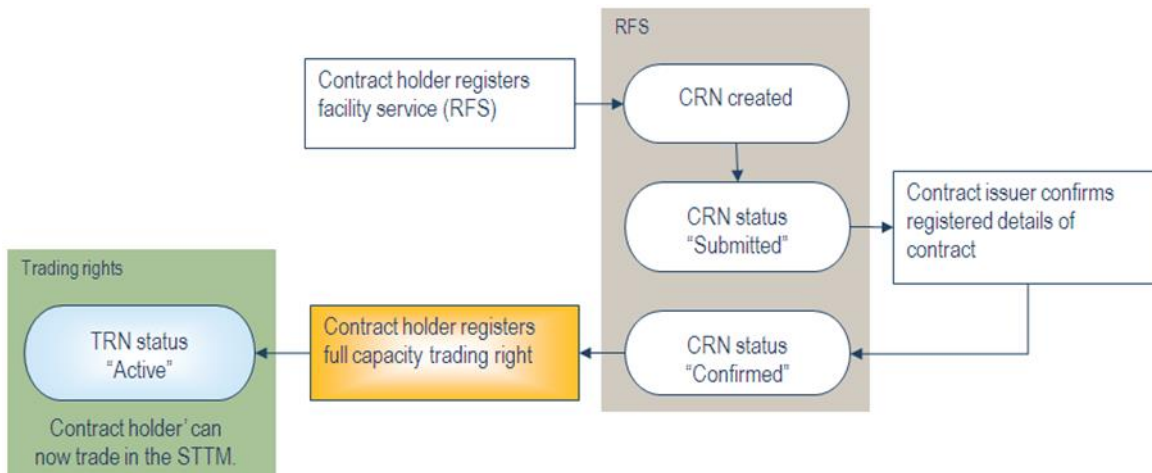 RFS
Contract holder registers
facility service (RFS)
CRN created
CRN status
“Submitted”
Contract issuer confirms
registered details of
contract
CRN status
“Confirmed”
Contract holder registers
full capacity trading right
Trading rights
TRN status
“Active”
Contract holder’ can
now trade in the STTM.